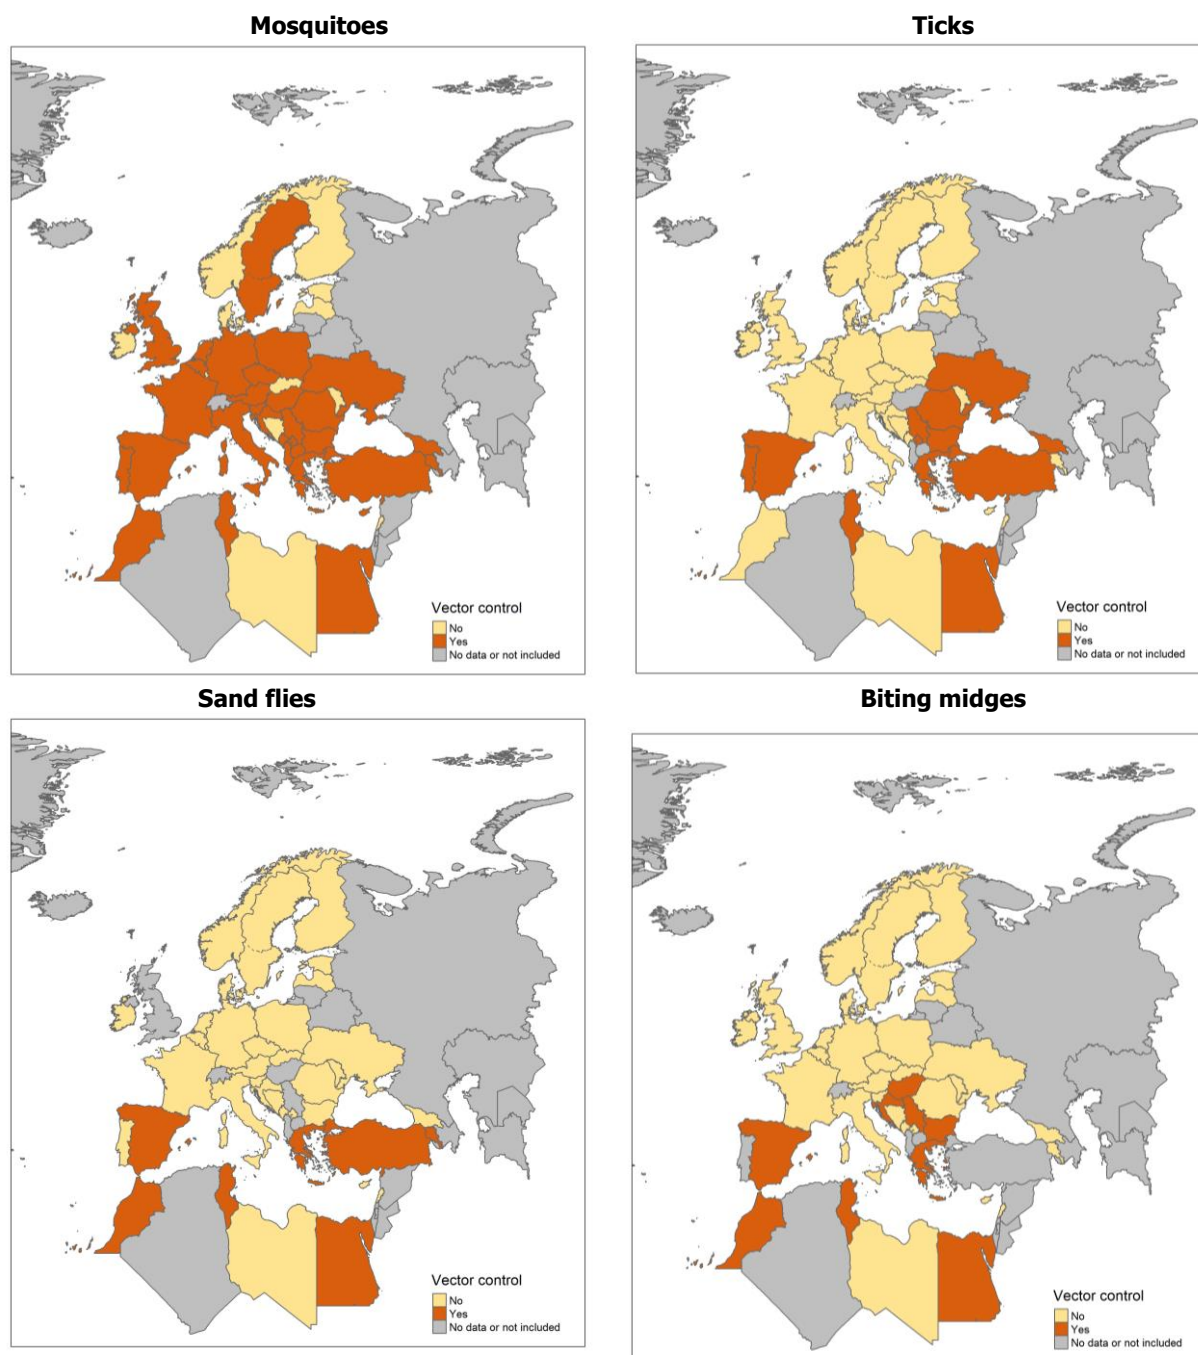 Mosquitoes
Ticks
Vector control
No
Yes
No data or not included
Vector control
No
Yes
No data or not included
Sand flies
Biting midges
Vector control
No
Yes
No data or not included
Vector control
No
Yes
No data or not included